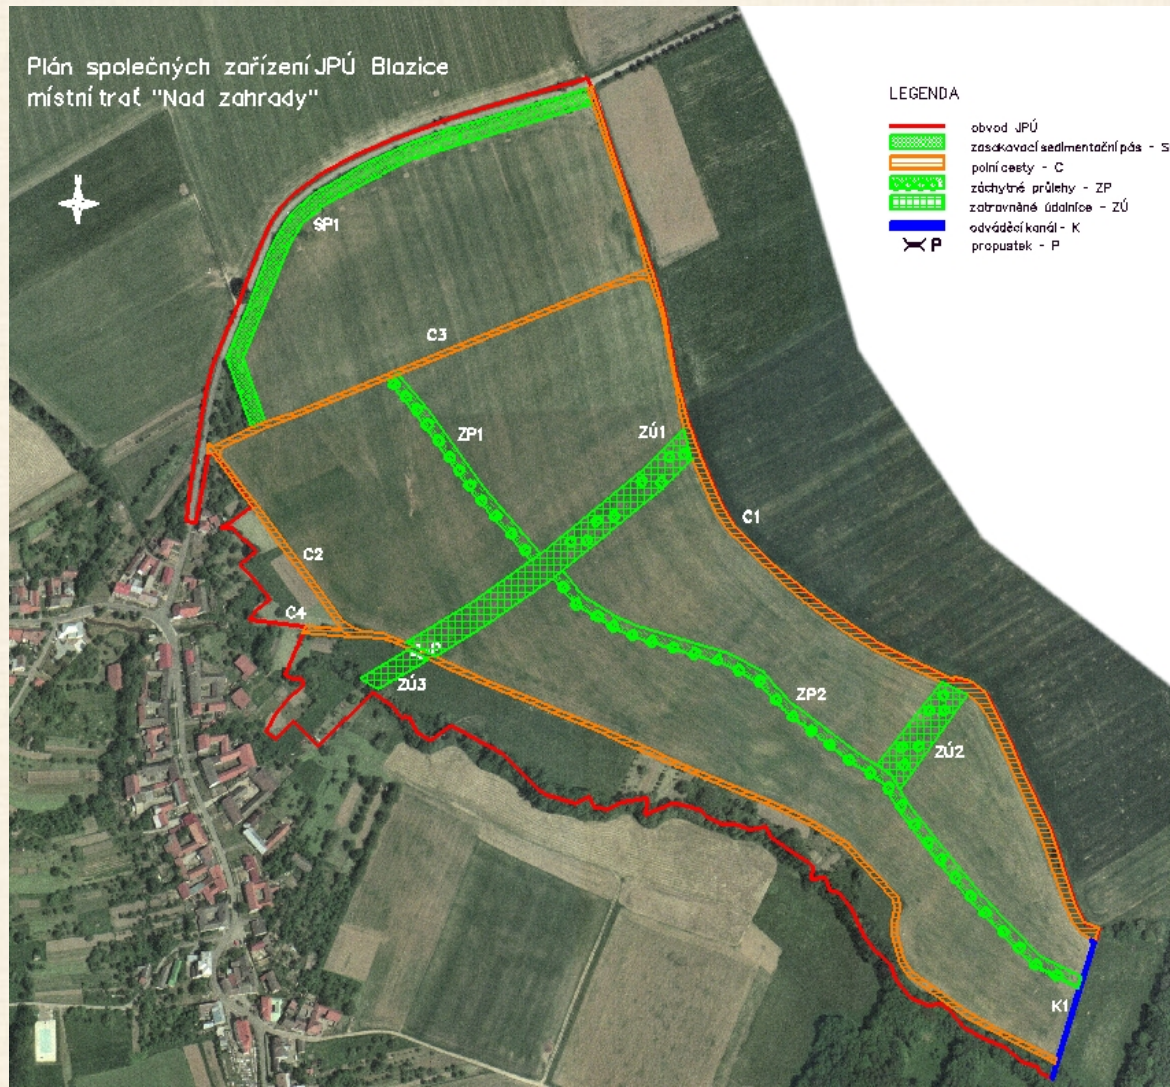 Plán společných zařízení JPÚ Blazice
místní trať "Nad zahrady"
LEGENDA
obvod JPÚ
zasakovací sedimentační pás - S
polní cesty - C
záchytné průlehy - ZP
zatravněné údolnice - ZÚ
odváděcí kanál - K
P propustek - P
SP1
C3
ZP1
ZÚ1
C1
C2
C4
ZÚ3
ZP2
ZÚ2
K1